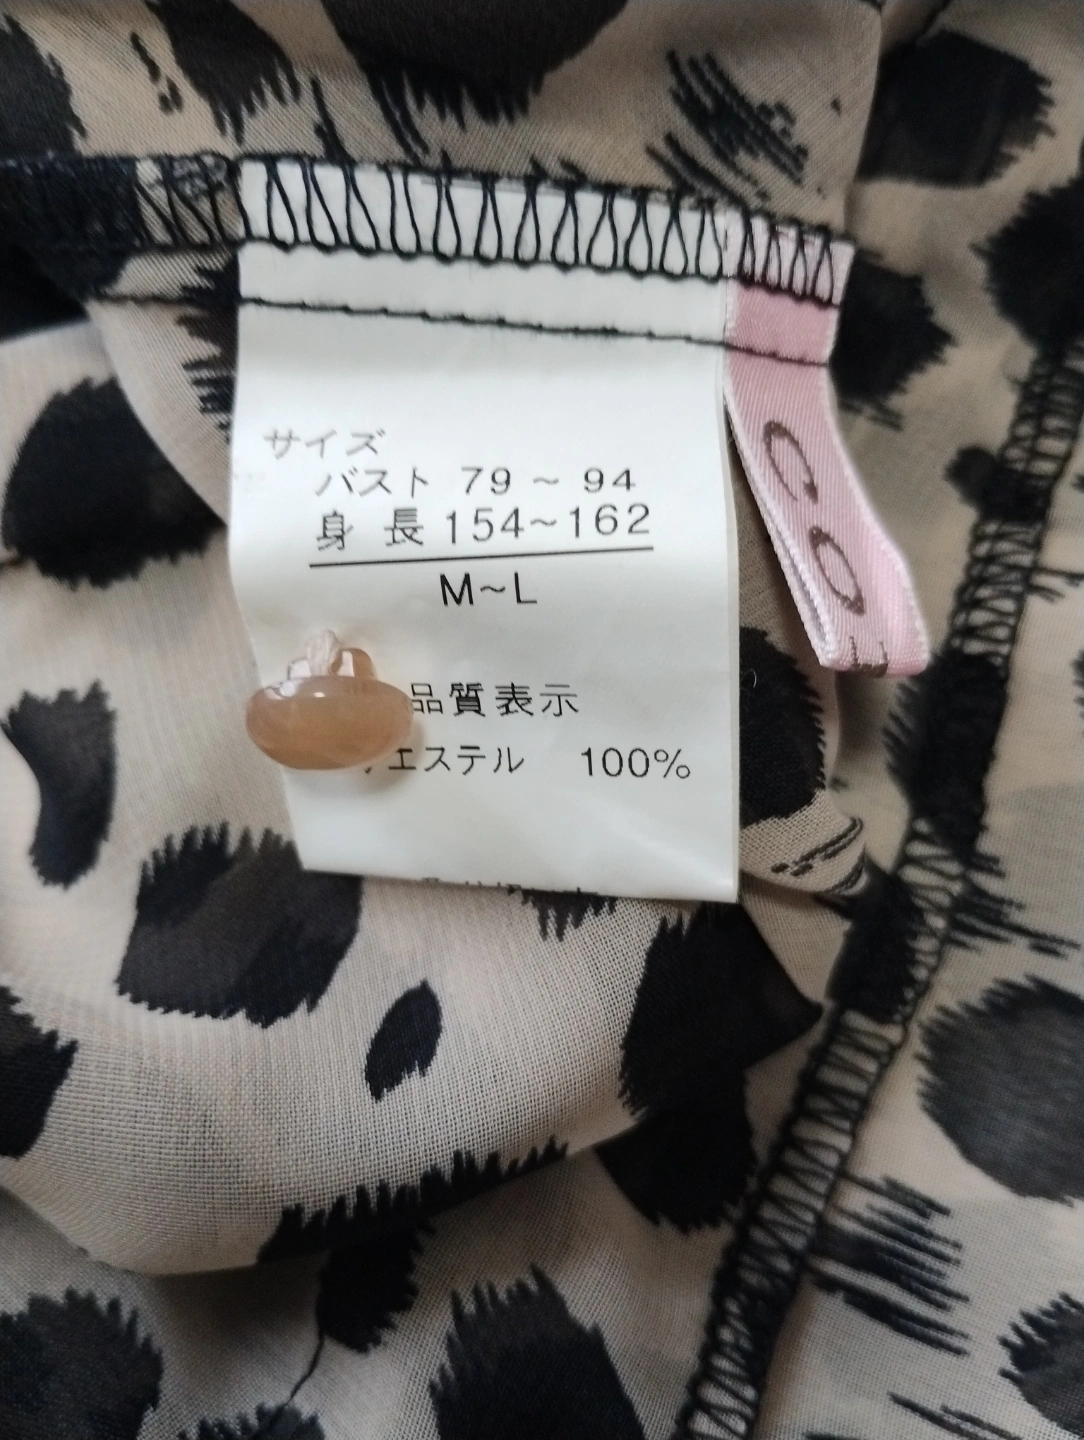 サイズ
バスト 79 ~ 94
身 長 154~162
M~L
品質表示
エステル 100%
CO